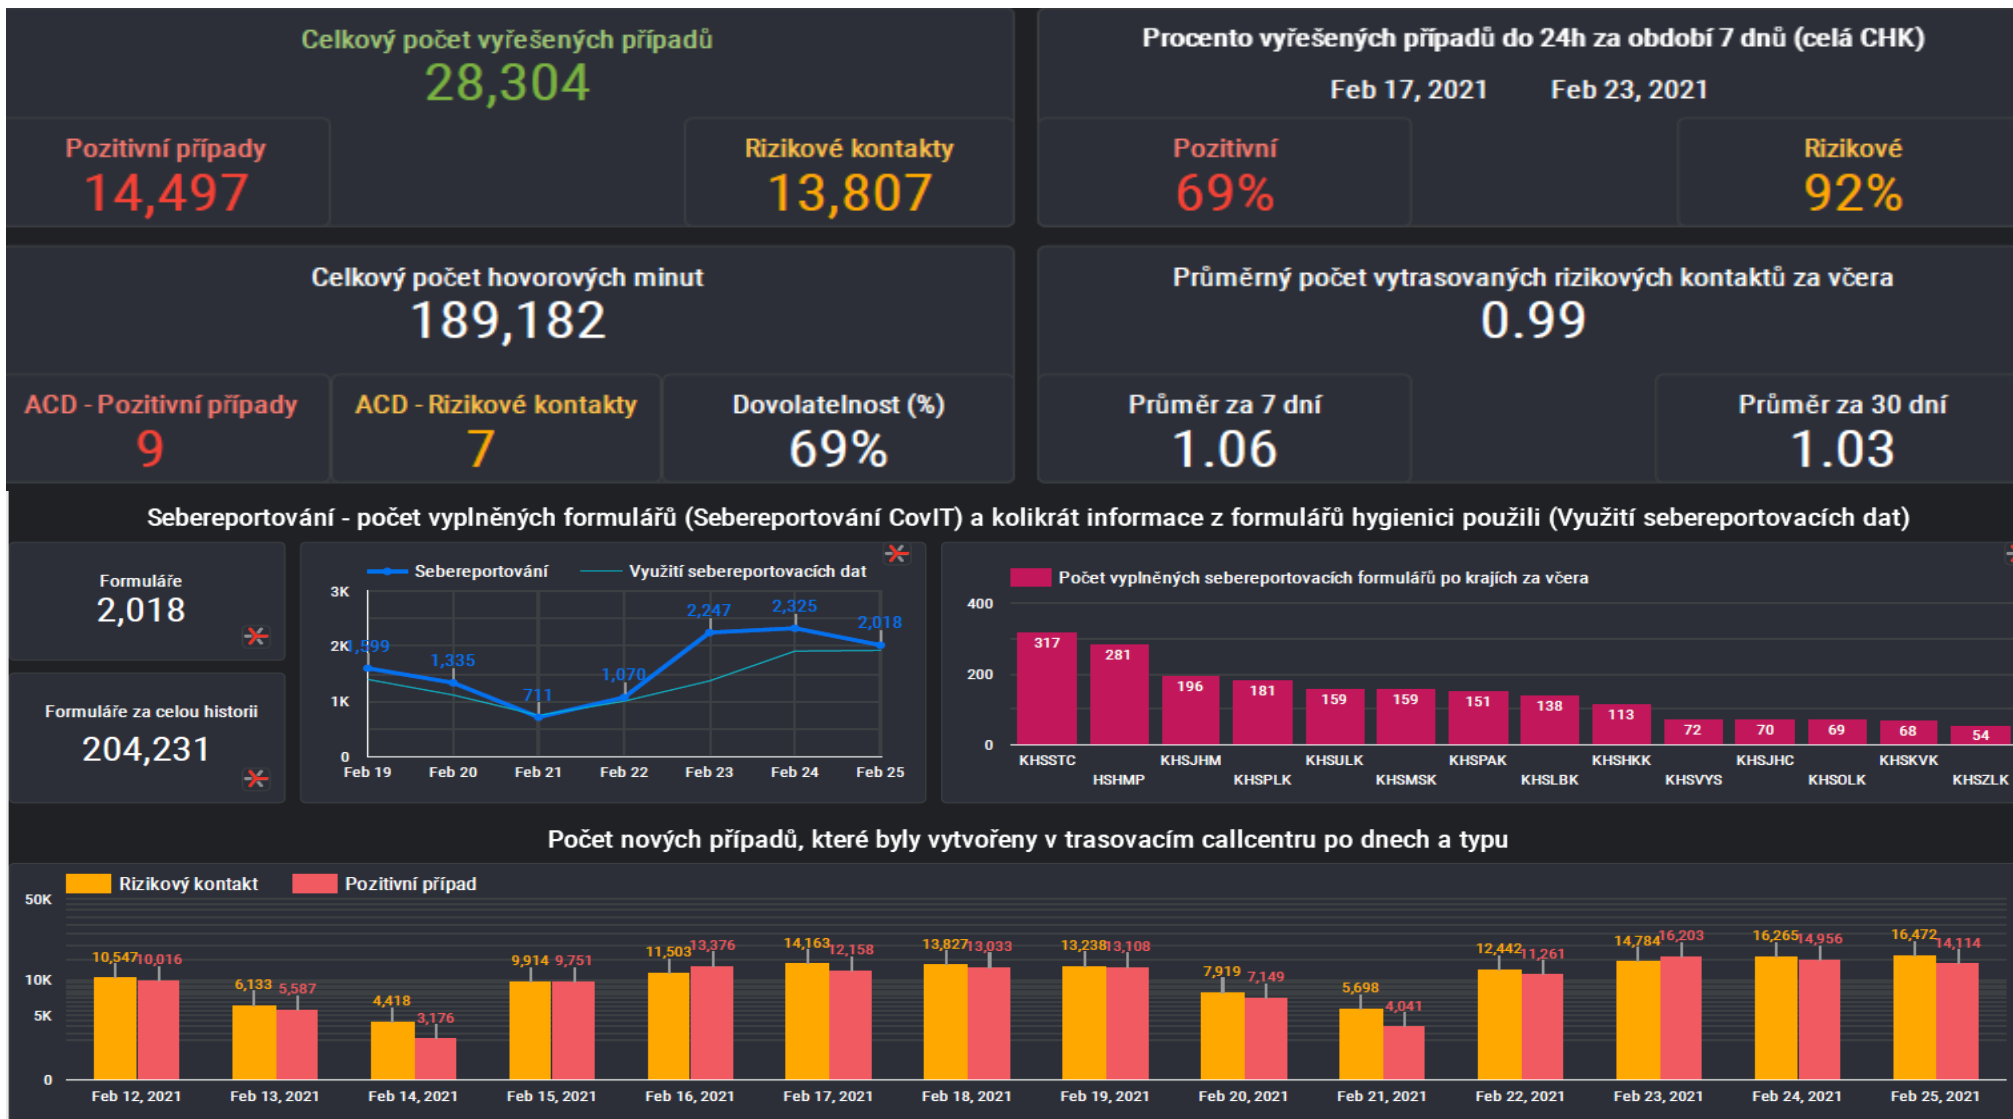 Celkový počet vyřešených případů
28,304
Pozitivní případy
14,497
Rizikové kontakty
13,807
Procento vyřešených případů do 24h za období 7 dnů (celá CHK)
Feb 17, 2021 Feb 23, 2021
Pozitivní
69%
Rizikové
92%
Celkový počet hovorových minut
189,182
ACD - Pozitivní případy
9
ACD - Rizikové kontakty
7
Dovolatelnost (%)
69%
Průměrný počet vytrasovaných rizikových kontaktů za včera
0.99
Průměr za 7 dní
1.06
Průměr za 30 dní
1.03
Sebereportování - počet vyplněných formulářů (Sebereportování CovIT) a kolikrát informace z formulářů hygienici použili (Využití sebereportovacích dat)
Formuláře
2,018
Formuláře za celou historii
204,231
Sebereportování Využití sebereportovacích dat
3K
2K
1K
0
1,599 1,335 711 1,070 2,247 2,325 2,018
Feb 19 Feb 20 Feb 21 Feb 22 Feb 23 Feb 24 Feb 25
Počet vyplněných sebereportovacích formulářů po krajích za včera
400
200
0
317 281 196 181 159 159 151 138 113 72 70 69 68 54
KHSSTC HSHMP KHSJHM KHSPLK KHSULK KHSMSK KHSPAK KHSLBK KHSHKK KHSVYS KHSJHC KHSOLK KHSKVK KHSZLK
Počet nových případů, které byly vytvořeny v trasovacím callcentru po dnech a typu
Rizikový kontakt Pozitivní případ
50K
10K
5K
0
10,547 10,016 6,133 5,587 4,418 3,176 9,914 9,751 11,503 13,376 14,163 12,158 13,827 13,033 13,238 13,108 7,919 7,149 5,698 4,041 12,442 11,261 14,784 16,203 16,265 14,956 16,472 14,114
Feb 12, 2021 Feb 13, 2021 Feb 14, 2021 Feb 15, 2021 Feb 16, 2021 Feb 17, 2021 Feb 18, 2021 Feb 19, 2021 Feb 20, 2021 Feb 21, 2021 Feb 22, 2021 Feb 23, 2021 Feb 24, 2021 Feb 25, 2021